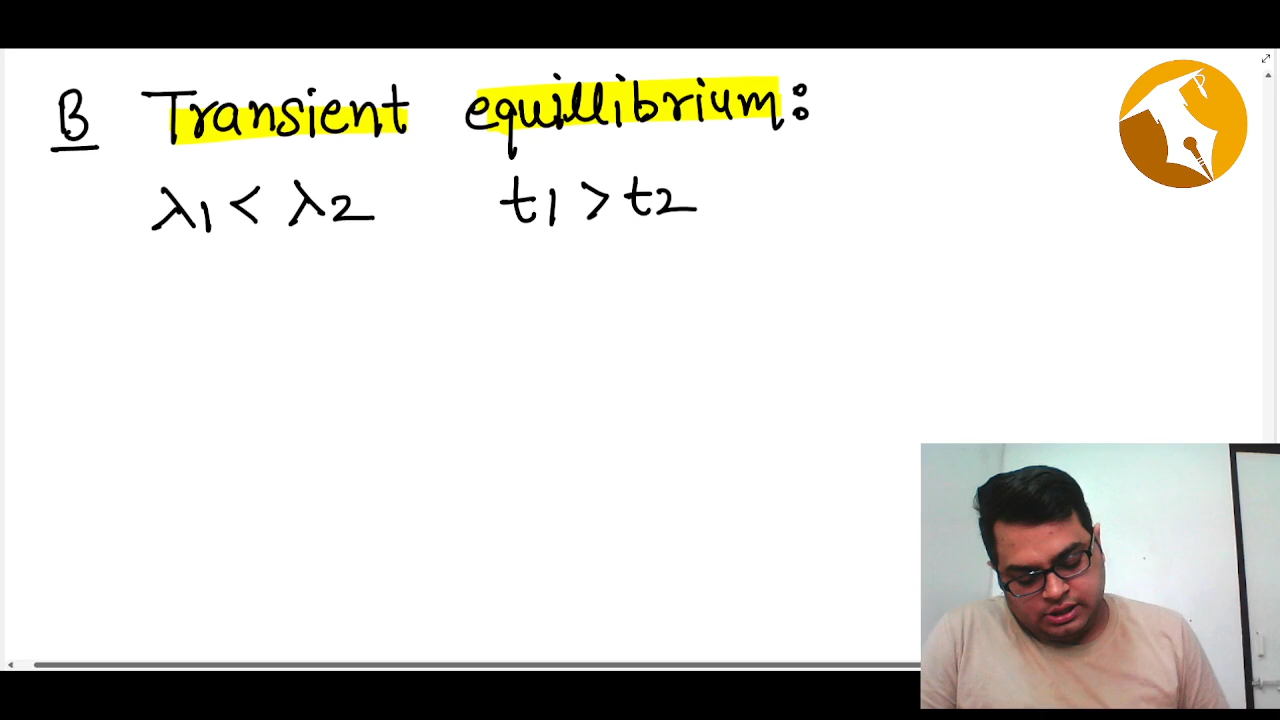 B Transient equillibrium:
λ1 < λ2 t1 > t2